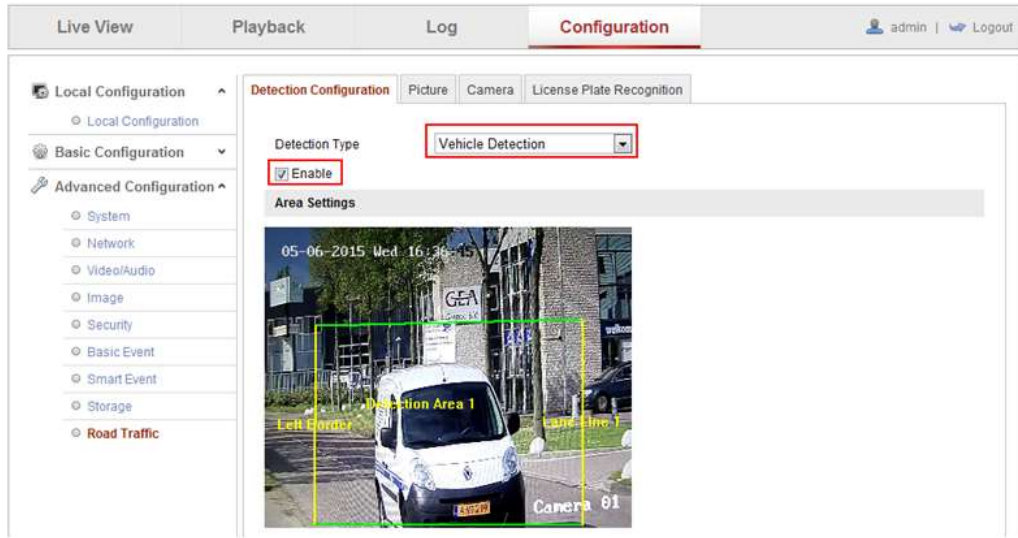 Live View
Playback
Log
Configuration
admin | Logout
Local Configuration
Local Configuration
Basic Configuration
Advanced Configuration
System
Network
Video/Audio
Image
Security
Basic Event
Smart Event
Storage
Road Traffic
Detection Configuration
Picture
Camera
License Plate Recognition
Detection Type
Vehicle Detection
Enable
Area Settings
05-06-2015 Wed 16:36:45
GEA
welkom
Detection Area 1
Left Border
Lane Line 1
Camera 01